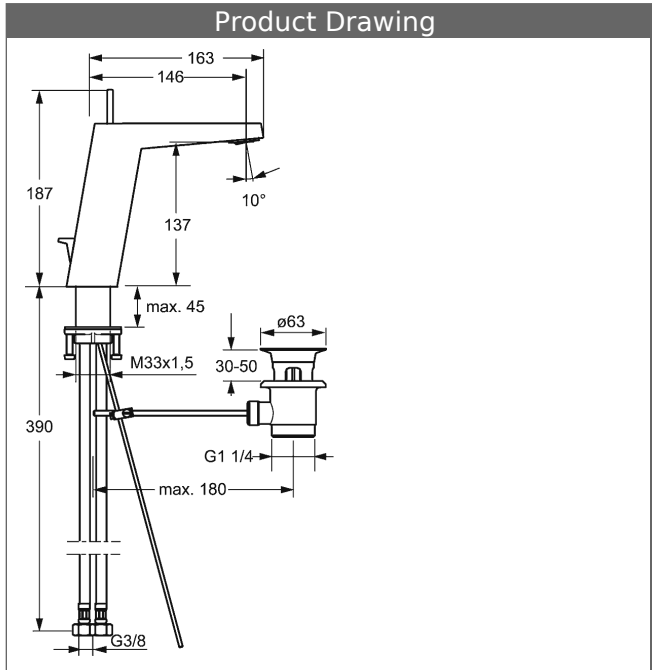 Product Drawing
163
146
187
10°
137
max. 45
ø63
M33x1,5
30-50
390
G1 1/4
max. 180
G3/8